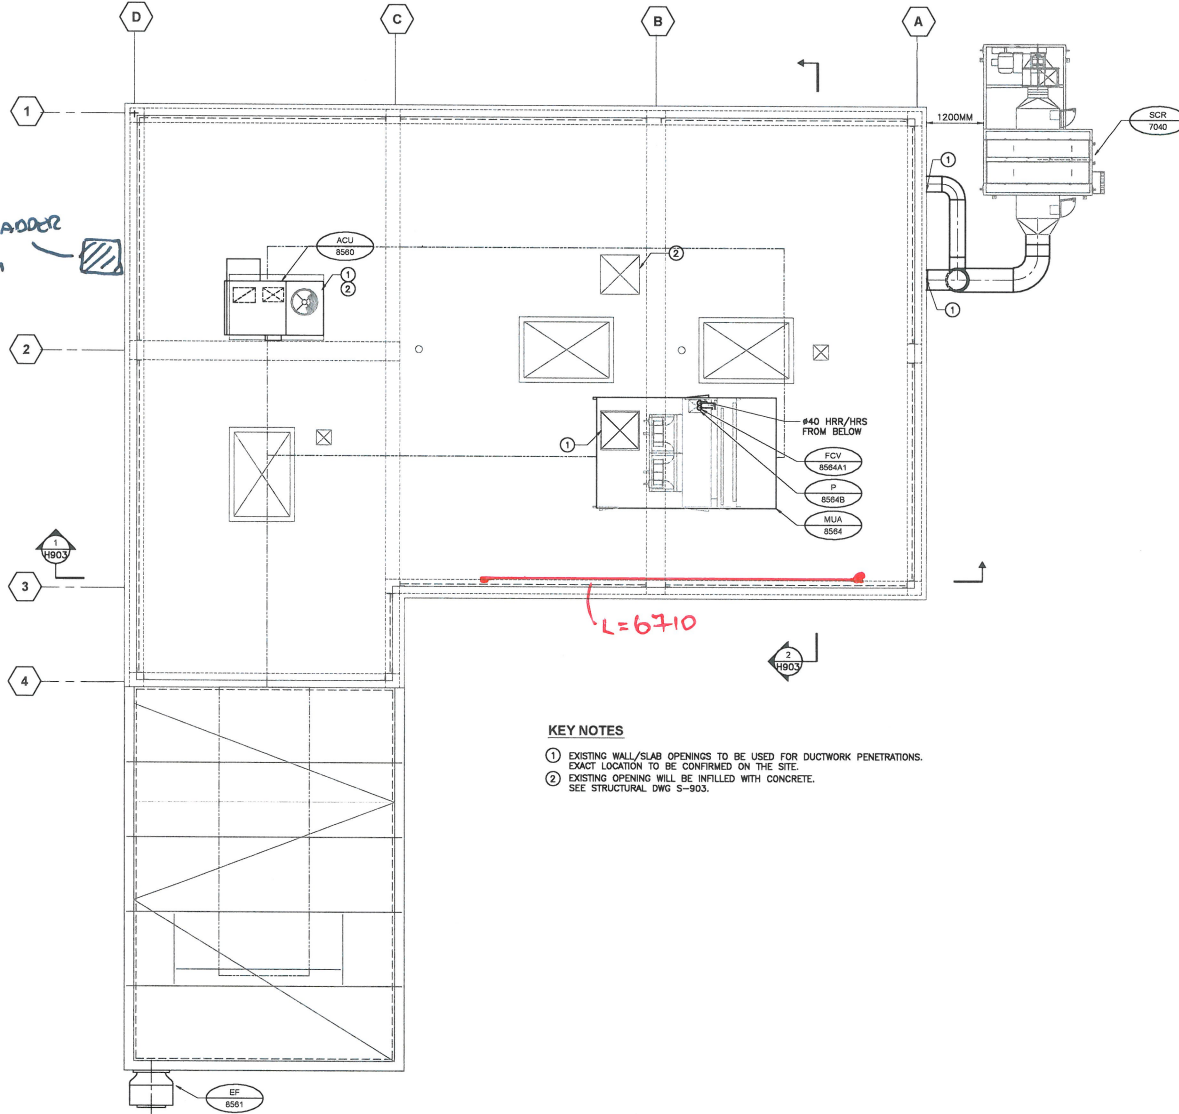 D
C
B
A
1
1200MM
SCR
7040
1
ADDER
ACU
8560
1
2
2
1
2
Ø40 HRR/HRS
FROM BELOW
1
FCV
8564A1
P
8564B
MUA
8564
1
H903
3
L=6710
2
H903
4
KEY NOTES
1 EXISTING WALL/SLAB OPENINGS TO BE USED FOR DUCTWORK PENETRATIONS.
EXACT LOCATION TO BE CONFIRMED ON THE SITE.
2 EXISTING OPENING WILL BE INFILLED WITH CONCRETE.
SEE STRUCTURAL DWG S-903.
EF
8561